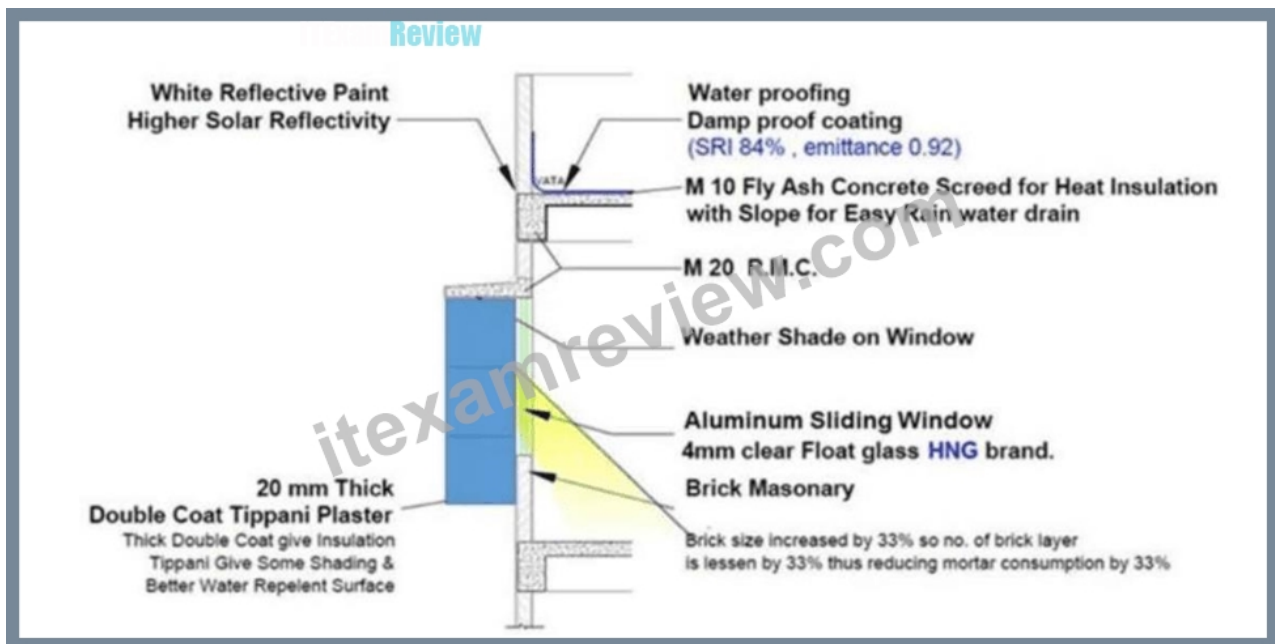 Review
White Reflective Paint
Higher Solar Reflectivity
Water proofing
Damp proof coating
(SRI 84% , emittance 0.92)
VATA
M 10 Fly Ash Concrete Screed for Heat Insulation
with Slope for Easy Rain water drain
M 20 R.M.C.
Weather Shade on Window
Aluminum Sliding Window
4mm clear Float glass HNG brand.
Brick Masonary
Brick size increased by 33% so no. of brick layer
is lessen by 33% thus reducing mortar consumption by 33%
20 mm Thick
Double Coat Tippani Plaster
Thick Double Coat give Insulation
Tippani Give Some Shading &
Better Water Repelent Surface
itexamreview.com